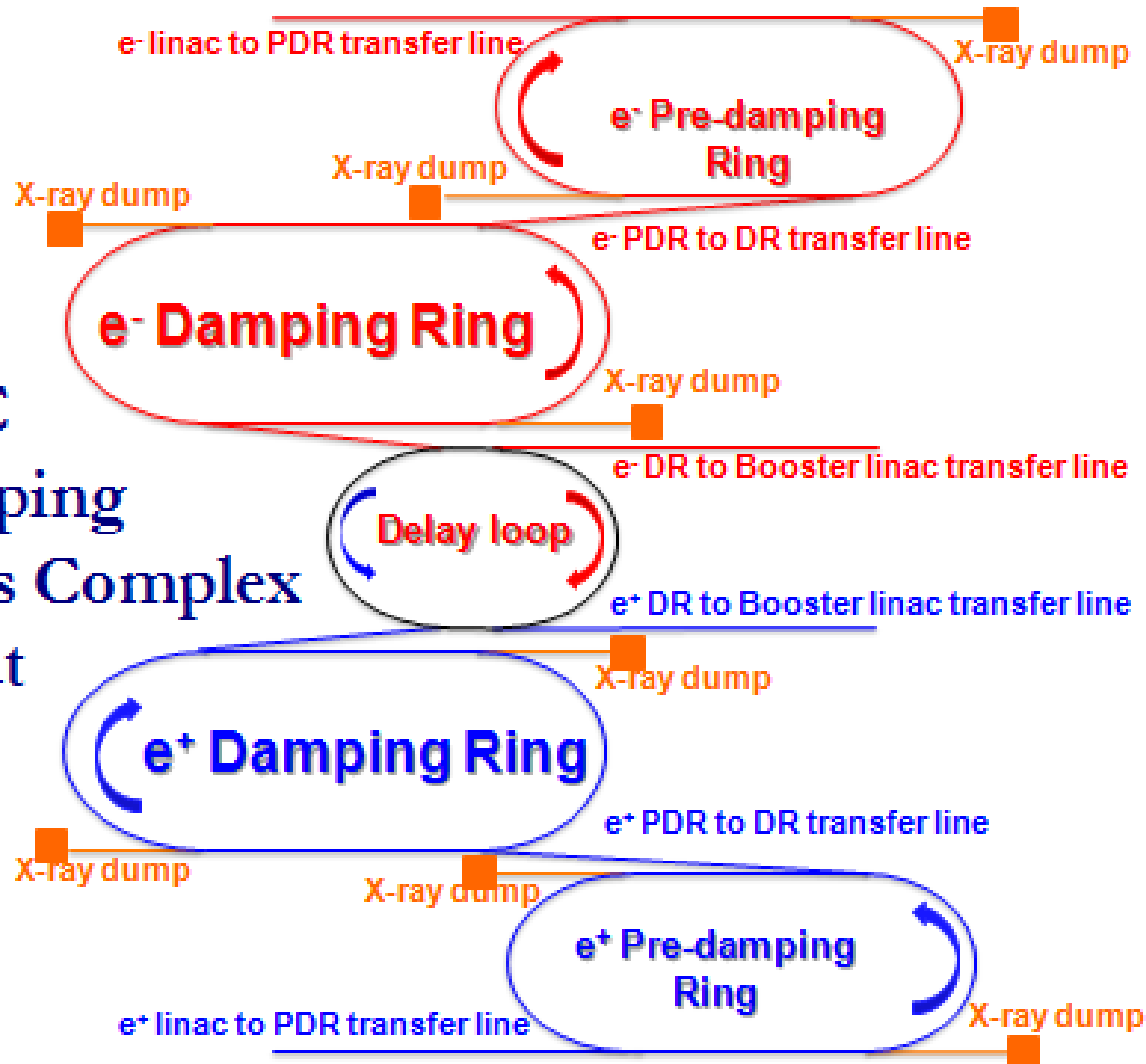 e⁻ linac to PDR transfer line
X-ray dump
e⁻ Pre-damping
Ring
X-ray dump
X-ray dump
e⁻ PDR to DR transfer line
e⁻ Damping Ring
X-ray dump
e⁻ DR to Booster linac transfer line
ping
Delay loop
s Complex
e⁺ DR to Booster linac transfer line
X-ray dump
e⁺ Damping Ring
e⁺ PDR to DR transfer line
X-ray dump
X-ray dump
e⁺ Pre-damping
Ring
X-ray dump
e⁺ linac to PDR transfer line